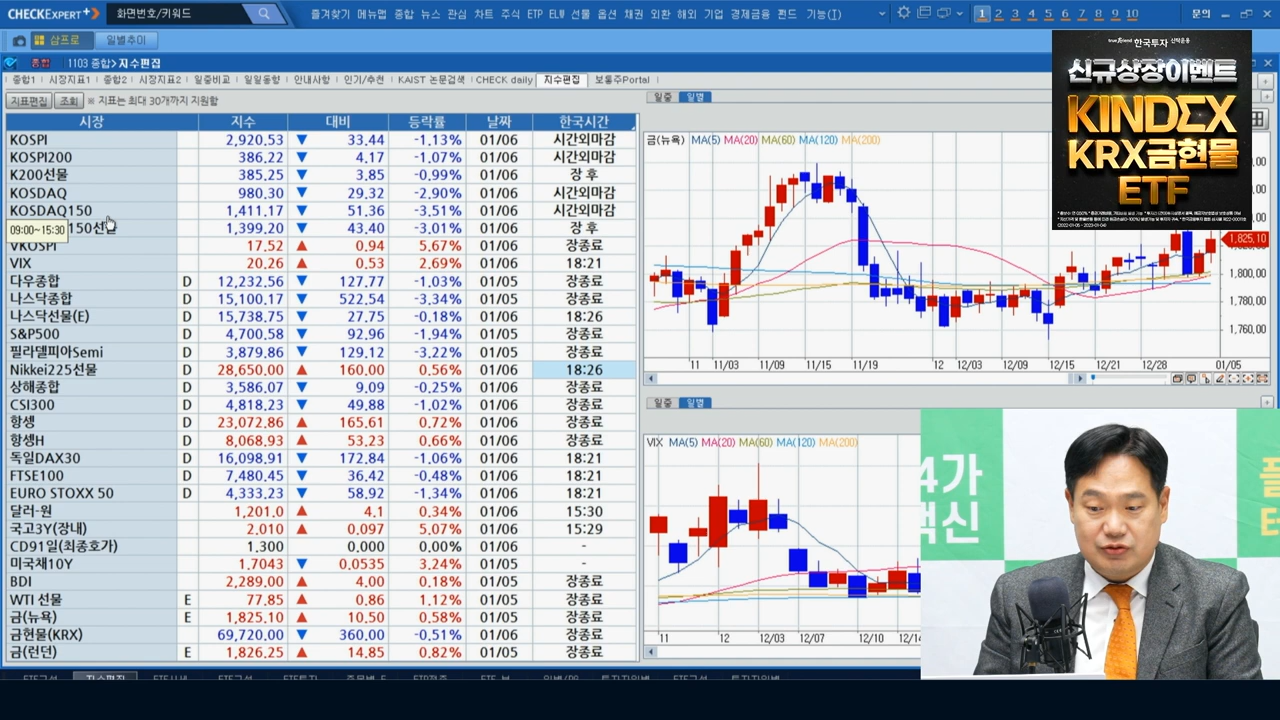 CHECKEXPERT+ 화면번호/키워드 즐겨찾기 메뉴맵 종합 뉴스 관심 차트 주식 ETP ELW 선물 옵션 채권 외환 해외 기업 경제금융 펀드 기능(I) 1 2 3 4 5 6 7 8 9 10 문의
삼프로 일별추이
종합 1103 종합>지수편집
종합1 시장지표1 종합2 시장지표2 일중비교 일일동향 안내사항 인기/추천 KAIST 논문검색 CHECK daily 지수편집 보통주Portal
지표편집 조회 ※ 지표는 최대 30개까지 지원함
시장 지수 대비 등락률 날짜 한국시간
KOSPI 2,920.53 ▼ 33.44 -1.13% 01/06 시간외마감
KOSPI200 386.22 ▼ 4.17 -1.07% 01/06 시간외마감
K200선물 385.25 ▼ 3.85 -0.99% 01/06 장 후
KOSDAQ 980.30 ▼ 29.32 -2.90% 01/06 시간외마감
KOSDAQ150 1,411.17 ▼ 51.36 -3.51% 01/06 시간외마감
09:00~15:30 150선물 1,399.20 ▼ 43.40 -3.01% 01/06 장 후
VKOSPI 17.52 ▲ 0.94 5.67% 01/06 장종료
VIX 20.26 ▲ 0.53 2.69% 01/06 18:21
다우종합 D 12,232.56 ▼ 127.77 -1.03% 01/05 장종료
나스닥종합 D 15,100.17 ▼ 522.54 -3.34% 01/05 장종료
나스닥선물(E) D 15,738.75 ▼ 27.75 -0.18% 01/06 18:26
S&P500 D 4,700.58 ▼ 92.96 -1.94% 01/05 장종료
필라델피아Semi D 3,879.86 ▼ 129.12 -3.22% 01/05 장종료
Nikkei225선물 D 28,650.00 ▲ 160.00 0.56% 01/06 18:26
상해종합 D 3,586.07 ▼ 9.09 -0.25% 01/06 장종료
CSI300 D 4,818.23 ▼ 49.88 -1.02% 01/06 장종료
항셍 D 23,072.86 ▲ 165.61 0.72% 01/06 장종료
항셍H D 8,068.93 ▲ 53.23 0.66% 01/06 장종료
독일DAX30 D 16,098.91 ▼ 172.84 -1.06% 01/06 18:21
FTSE100 D 7,480.45 ▼ 36.42 -0.48% 01/06 18:21
EURO STOXX 50 D 4,333.23 ▼ 58.92 -1.34% 01/06 18:21
달러-원 1,201.0 ▲ 4.1 0.34% 01/06 15:30
국고3Y(장내) 2,010 ▲ 0.097 5.07% 01/06 15:29
CD91일(최종호가) 1.300 0.000 0.00% 01/06 -
미국채10Y 1.7043 ▼ 0.0535 3.24% 01/05 -
BDI 2,289.00 ▲ 4.00 0.18% 01/05 장종료
WTI 선물 E 77.85 ▲ 0.86 1.12% 01/05 장종료
금(뉴욕) E 1,825.10 ▲ 10.50 0.58% 01/05 장종료
금현물(KRX) 69,720.00 ▼ 360.00 -0.51% 01/06 장종료
금(런던) E 1,826.25 ▲ 14.85 0.82% 01/05 장종료
일중 일별
금(뉴욕) MA(5) MA(20) MA(60) MA(120) MA(200)
1,825.10
1,800.00
1,780.00
1,760.00
11 11/03 11/09 11/15 11/19 12 12/03 12/09 12/15 12/21 12/28 01/05
일중 일별
VIX MA(5) MA(20) MA(60) MA(120) MA(200)
11 12 12/03 12/07 12/10 12/14
한국투자 신탁운용
신규상장이벤트
KINDEX
KRX금현물
ETF
4가
혁신
지수편집